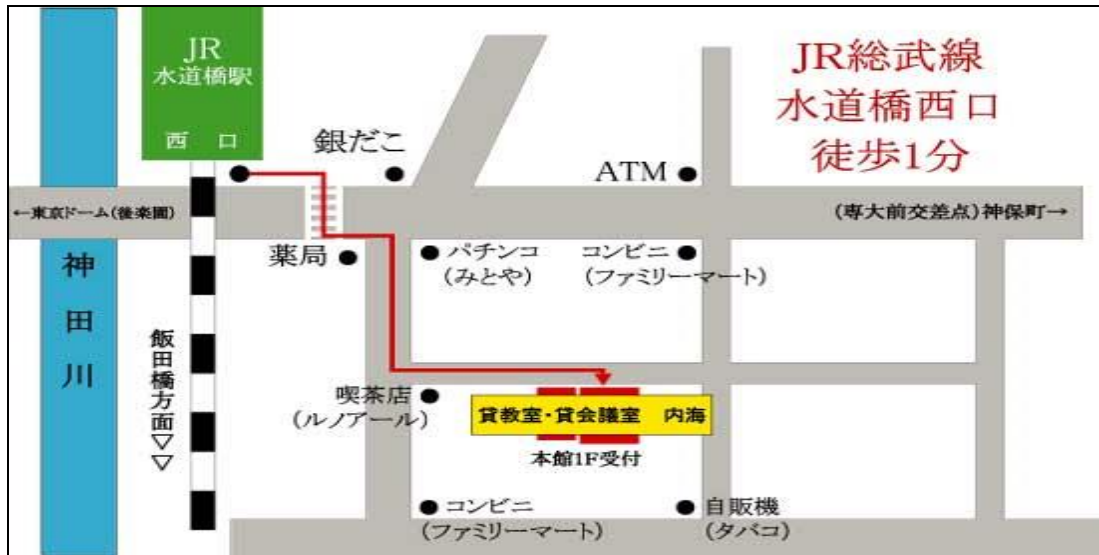 JR
水道橋駅
西 口
銀だこ
ATM
JR総武線
水道橋西口
徒歩1分
←東京ドーム(後楽園)
(専大前交差点)神保町→
薬局
パチンコ
(みとや)
コンビニ
(ファミリーマート)
神田川
飯田橋方面▽▽
喫茶店
(ルノアール)
貸教室・貸会議室 内海
本館1F受付
コンビニ
(ファミリーマート)
自販機
(タバコ)